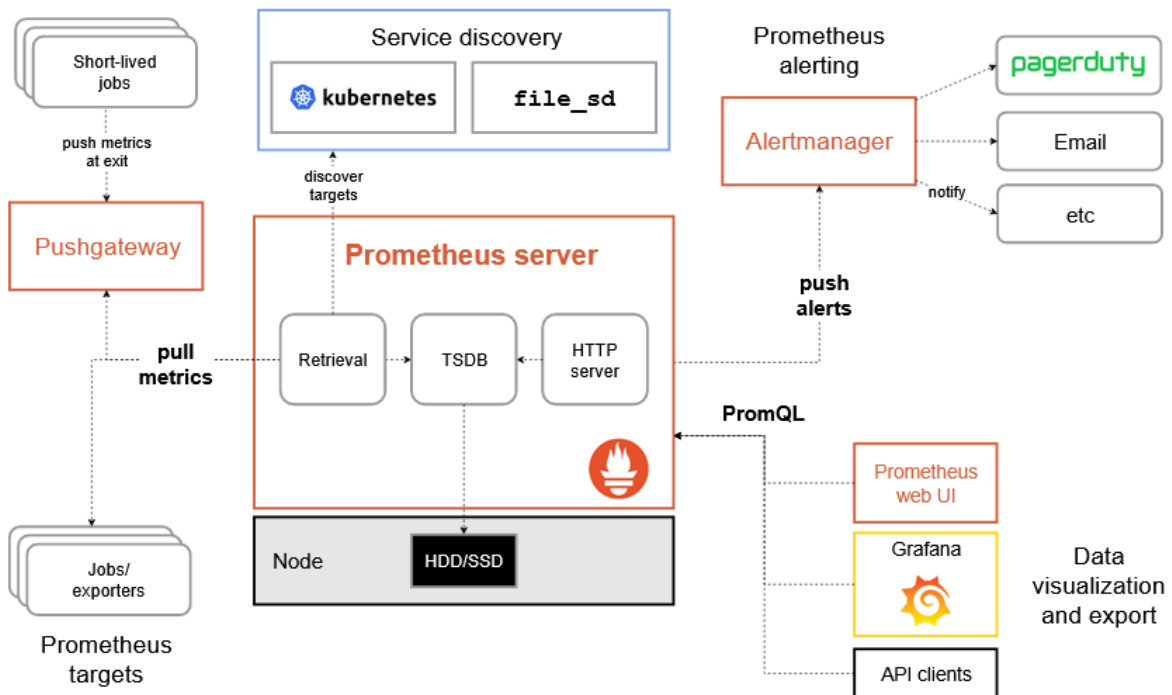 Short-lived
jobs
push metrics
at exit
Pushgateway
Service discovery
kubernetes
file_sd
discover
targets
Prometheus
alerting
Alertmanager
pagerduty
Email
notify
etc
Prometheus server
Retrieval
TSDB
HTTP
server
pull
metrics
push
alerts
PromQL
Node
HDD/SSD
Jobs/
exporters
Prometheus
targets
Prometheus
web UI
Grafana
API clients
Data
visualization
and export